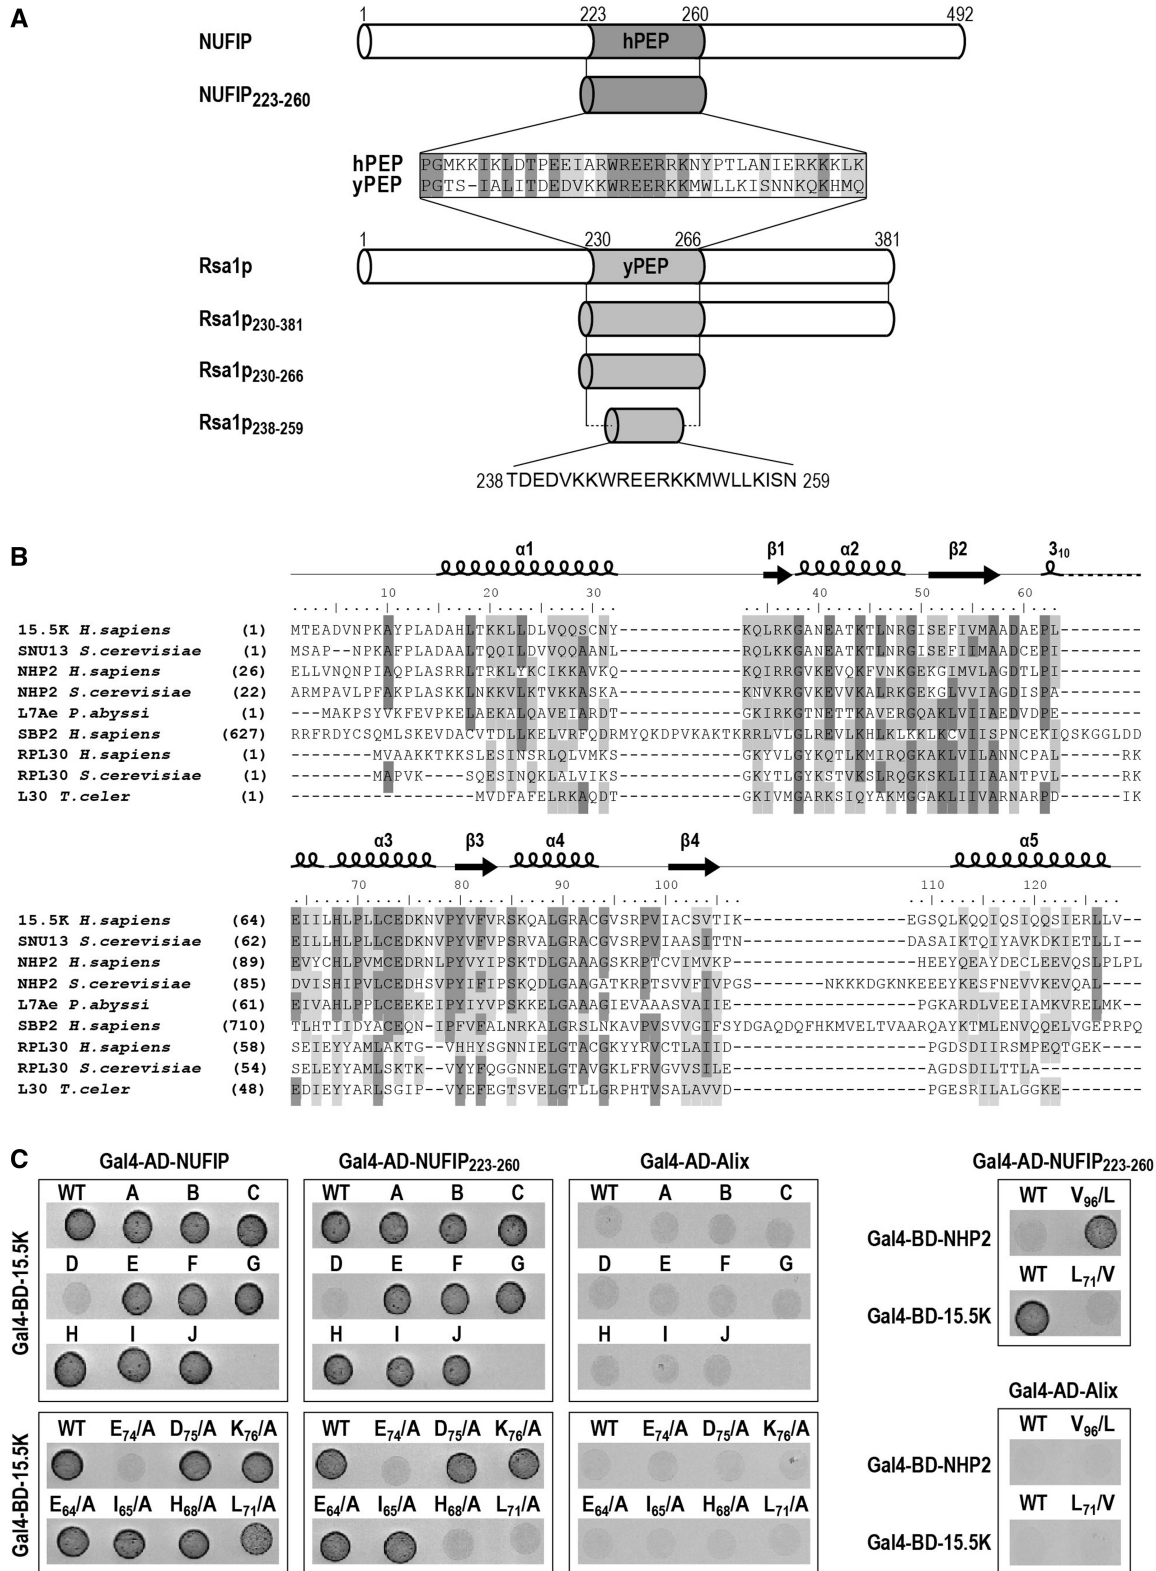 A
1 223 260 492
NUFIP hPEP
NUFIP223-260
hPEP PGMKKIKLDTPEEIARWREERRKNYPTLANIERKKKLK
yPEP PGTS-IALITDEDVKKWREERKKMWLLKISNNKQKHMQ
1 230 266 381
Rsa1p yPEP
Rsa1p230-381
Rsa1p230-266
Rsa1p238-259
238 TDEDVKKWREERKKMWLLKISN 259
B
α1 β1 α2 β2 3₁₀
10 20 30 40 50 60
15.5K H.sapiens (1) MTEADVNPKAYPLADAHLTKKLLDLVQQSCNY------------KQLRKGANEATKTLNRGISEFIVMAADAEPL--------
SNU13 S.cerevisiae (1) MSAP--NPKAFPLADAALTQQILDVVQQAANL------------RQLKKGANEATKTLNRGISEFIIMAADCEPI--------
NHP2 H.sapiens (26) ELLVNQNPIAQPLASRRLTRKLYKCIKKAVKQ------------KQIRRGVKEVQKFVNKGEKGIMVLAGDTLPI--------
NHP2 S.cerevisiae (22) ARMPAVLPFAKPLASKKLNKKVLKTVKKASKA------------KNVKRGVKEVVKALRKGEKGLVVIAGDISPA--------
L7Ae P.abyssi (1) ---MAKPSYVKFEVPKELAEKALQAVEIARDT------------GKIRKGTNETTKAVERGQAKLVIIAEDVDPE--------
SBP2 H.sapiens (627) RRFRDYCSQMLSKEVDACVTDLLKELVRFQDRMYQKDPVKAKTKRRLVLGLREVLKHLKLKKLKCVIISPNCEKIQSKGGLDD
RPL30 H.sapiens (1) --------MVAAKKTKKSLESINSRLQLVMKS------------GKYVLGYKQTLKMIRQGKAKLVILANNCPAL------RK
RPL30 S.cerevisiae (1) --------MAPVK-----SQESINQKLALVIKS------------GKYTLGYKSTVKSLRQGKSKLIIIAANTPVL------RK
L30 T.celer (1) ------------------MVDFAFELRKAQDT------------GKIVMGARKSIQYAKMGGAKLIIVARNARPD------IK
α3 β3 α4 β4 α5
70 80 90 100 110 120
15.5K H.sapiens (64) EIILHLPLLCEDKNVPYVFVRSKQALGRACGVSRPVIACSVTIK----------------EGSQLKQQIQSIQQSIERLLV--
SNU13 S.cerevisiae (62) EILLHLPLLCEDKNVPYVFVPSRVALGRACGVSRPVIAASITTN----------------DASAIKTQIYAVKDKIETLLI--
NHP2 H.sapiens (89) EVYCHLPVMCEDRNLPYVYIPSKTDLGAAAGSKRPTCVIMVKP-----------------HEEYQEAYDECLEEVQSLPLPL
NHP2 S.cerevisiae (85) DVISHIPVLCEDHSVPYIFIPSKQDLGAAGATKRPTSVVFIVPGS-------NKKKDGKNKEEEYKESFNEVVKEVQAL----
L7Ae P.abyssi (61) EIVAHLPPLCEEKEIPYIYVPSKKELGAAAGIEVAAASVAIIE-----------------PGKARDLVEEIAMKVRELMK--
SBP2 H.sapiens (710) TLHTIIDYACEQN-IPFVFALNRKALGRSLNKAVPVSVVGIFSYDGAQDQFHKMVELTVAARQAYKTMLENVQQELVGEPRPQ
RPL30 H.sapiens (58) SEIEYYAMLAKTG--VHHYSGNNIELGTACGKYYRVCTLAIID-----------------PGDSDIIRSMPEQTGEK----
RPL30 S.cerevisiae (54) SELEYYAMLSKTK--VYYFQGGNNELGTAVGKLFRVGVVSILE-----------------AGDSDILTTLA----------
L30 T.celer (48) EDIEYYARLSGIP--VYEFEGTSVELGTLLGRPHTVSALAVVD-----------------PGESRILALGGKE--------
C
Gal4-AD-NUFIP Gal4-AD-NUFIP223-260 Gal4-AD-Alix Gal4-AD-NUFIP223-260
Gal4-BD-15.5K
WT A B C WT A B C WT A B C
D E F G D E F G D E F G
H I J H I J H I J
WT V96/L
Gal4-BD-NHP2
WT L71/V
Gal4-BD-15.5K
Gal4-BD-15.5K
WT E74/A D75/A K76/A WT E74/A D75/A K76/A WT E74/A D75/A K76/A
E64/A I65/A H68/A L71/A E64/A I65/A H68/A L71/A E64/A I65/A H68/A L71/A
Gal4-AD-Alix
WT V96/L
Gal4-BD-NHP2
WT L71/V
Gal4-BD-15.5K